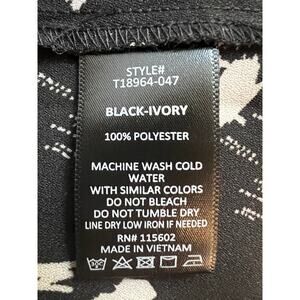 STYLE#
T18964-047
BLACK-IVORY
100% POLYESTER
MACHINE WASH COLD
WATER
WITH SIMILAR COLORS
DO NOT BLEACH
DO NOT TUMBLE DRY
LINE DRY LOW IRON IF NEEDED
RN# 115602
MADE IN VIETNAM